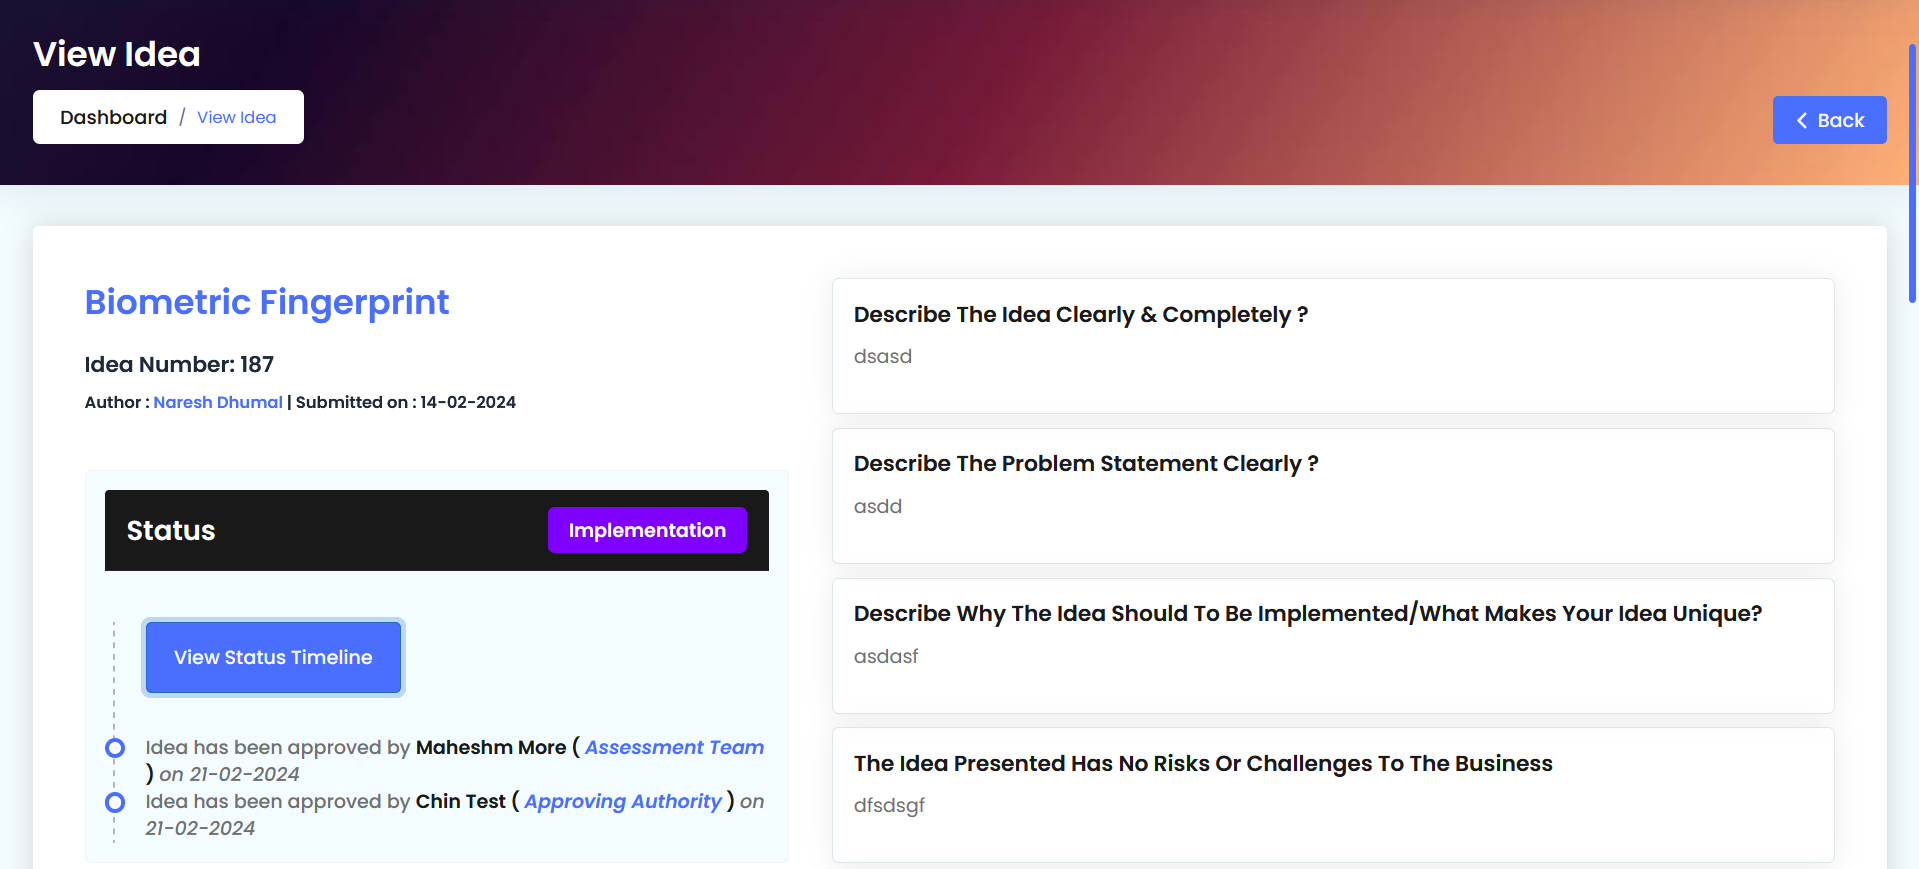 View Idea
Dashboard / View Idea
Back
Biometric Fingerprint
Idea Number: 187
Author : Naresh Dhumal | Submitted on : 14-02-2024
Status
Implementation
View Status Timeline
Idea has been approved by Maheshm More ( Assessment Team
) on 21-02-2024
Idea has been approved by Chin Test ( Approving Authority ) on
21-02-2024
Describe The Idea Clearly & Completely ?
dsasd
Describe The Problem Statement Clearly ?
asdd
Describe Why The Idea Should To Be Implemented/What Makes Your Idea Unique?
asdasf
The Idea Presented Has No Risks Or Challenges To The Business
dfsdsgf